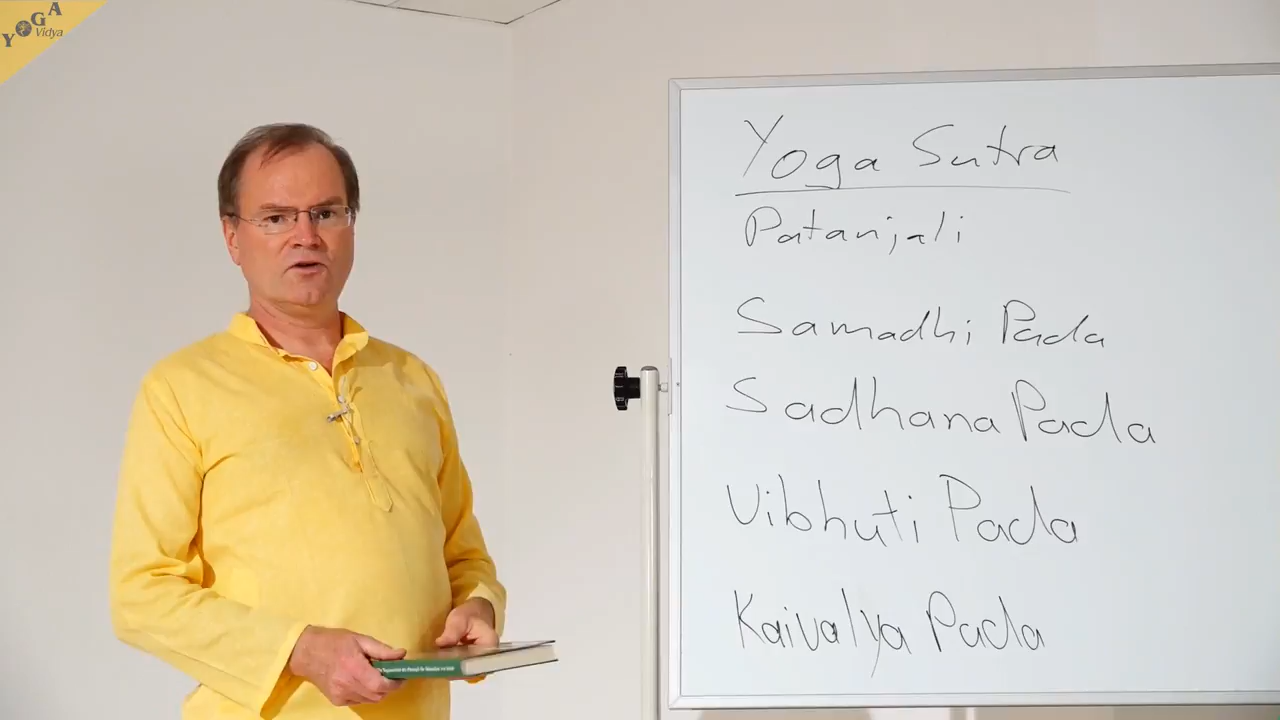 YOGA
Vidya
Yoga Sutra
Patanjali
Samadhi Pada
Sadhana Pada
Vibhuti Pada
Kaivalya Pada